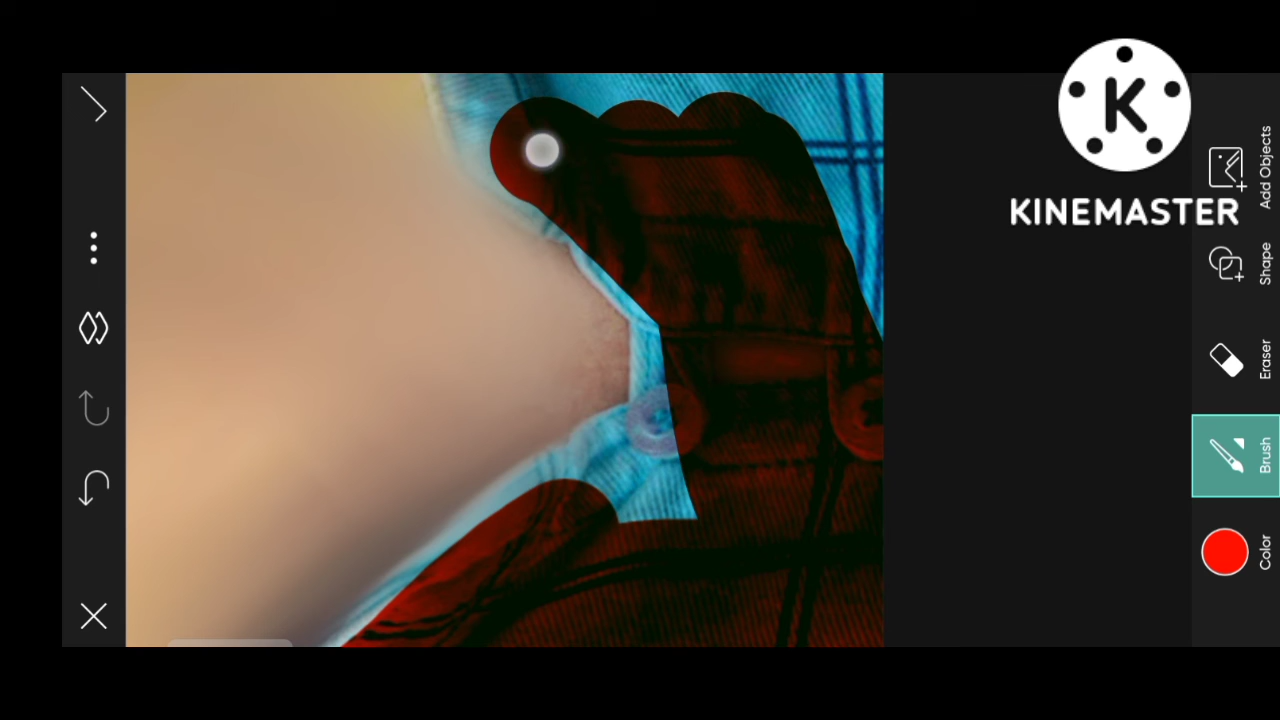 K
KINEMASTER
Add Objects
Shape
Eraser
Brush
Color